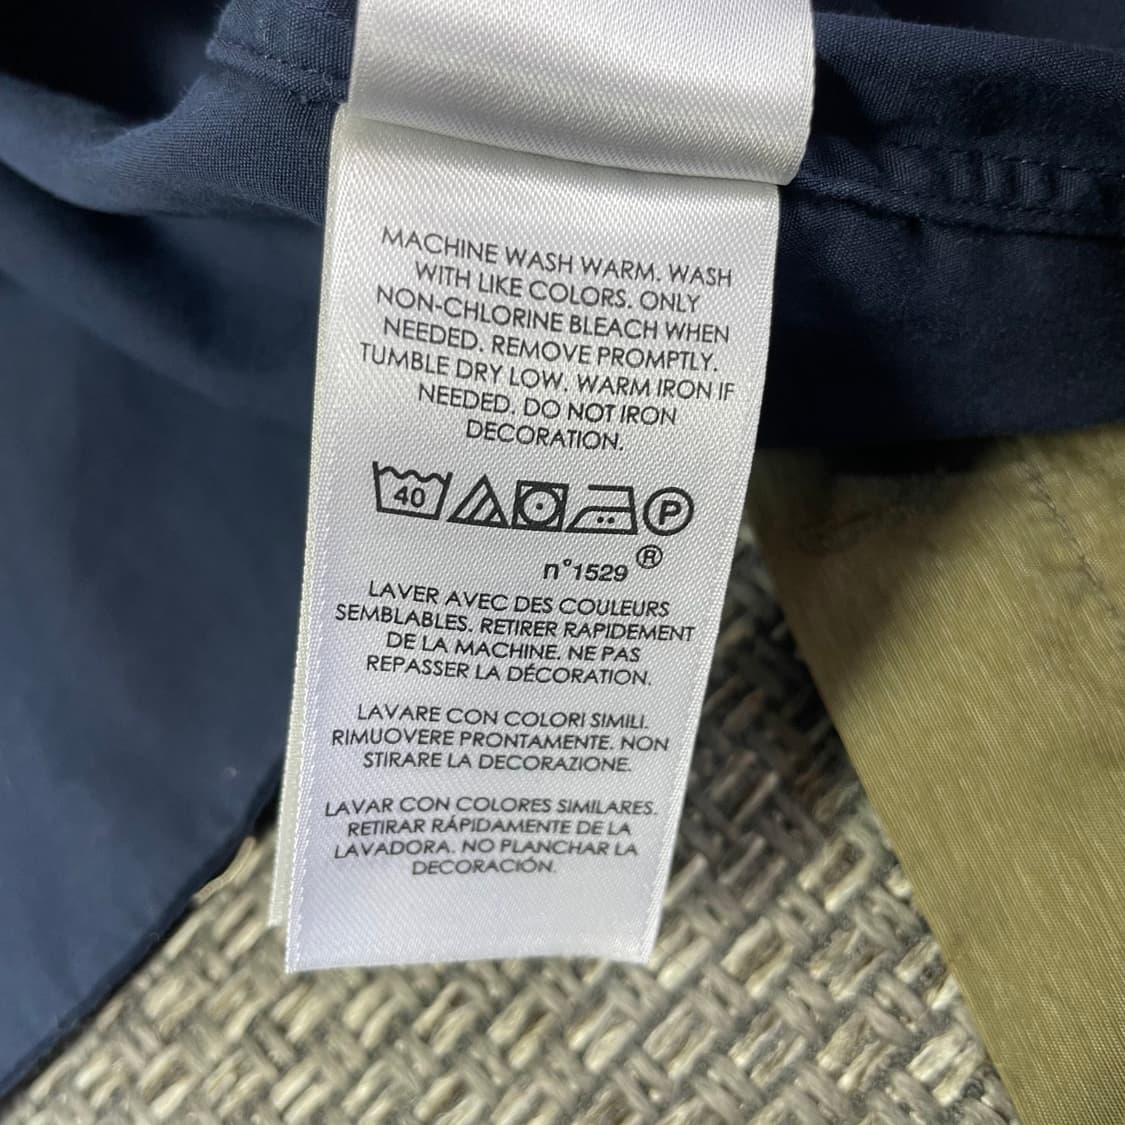 MACHINE WASH WARM. WASH
WITH LIKE COLORS. ONLY
NON-CHLORINE BLEACH WHEN
NEEDED. REMOVE PROMPTLY.
TUMBLE DRY LOW. WARM IRON IF
NEEDED. DO NOT IRON
DECORATION.
40 P
®
n°1529
LAVER AVEC DES COULEURS
SEMBLABLES. RETIRER RAPIDEMENT
DE LA MACHINE. NE PAS
REPASSER LA DÉCORATION.
LAVARE CON COLORI SIMILI.
RIMUOVERE PRONTAMENTE. NON
STIRARE LA DECORAZIONE.
LAVAR CON COLORES SIMILARES.
RETIRAR RÁPIDAMENTE DE LA
LAVADORA. NO PLANCHAR LA
DECORACIÓN.